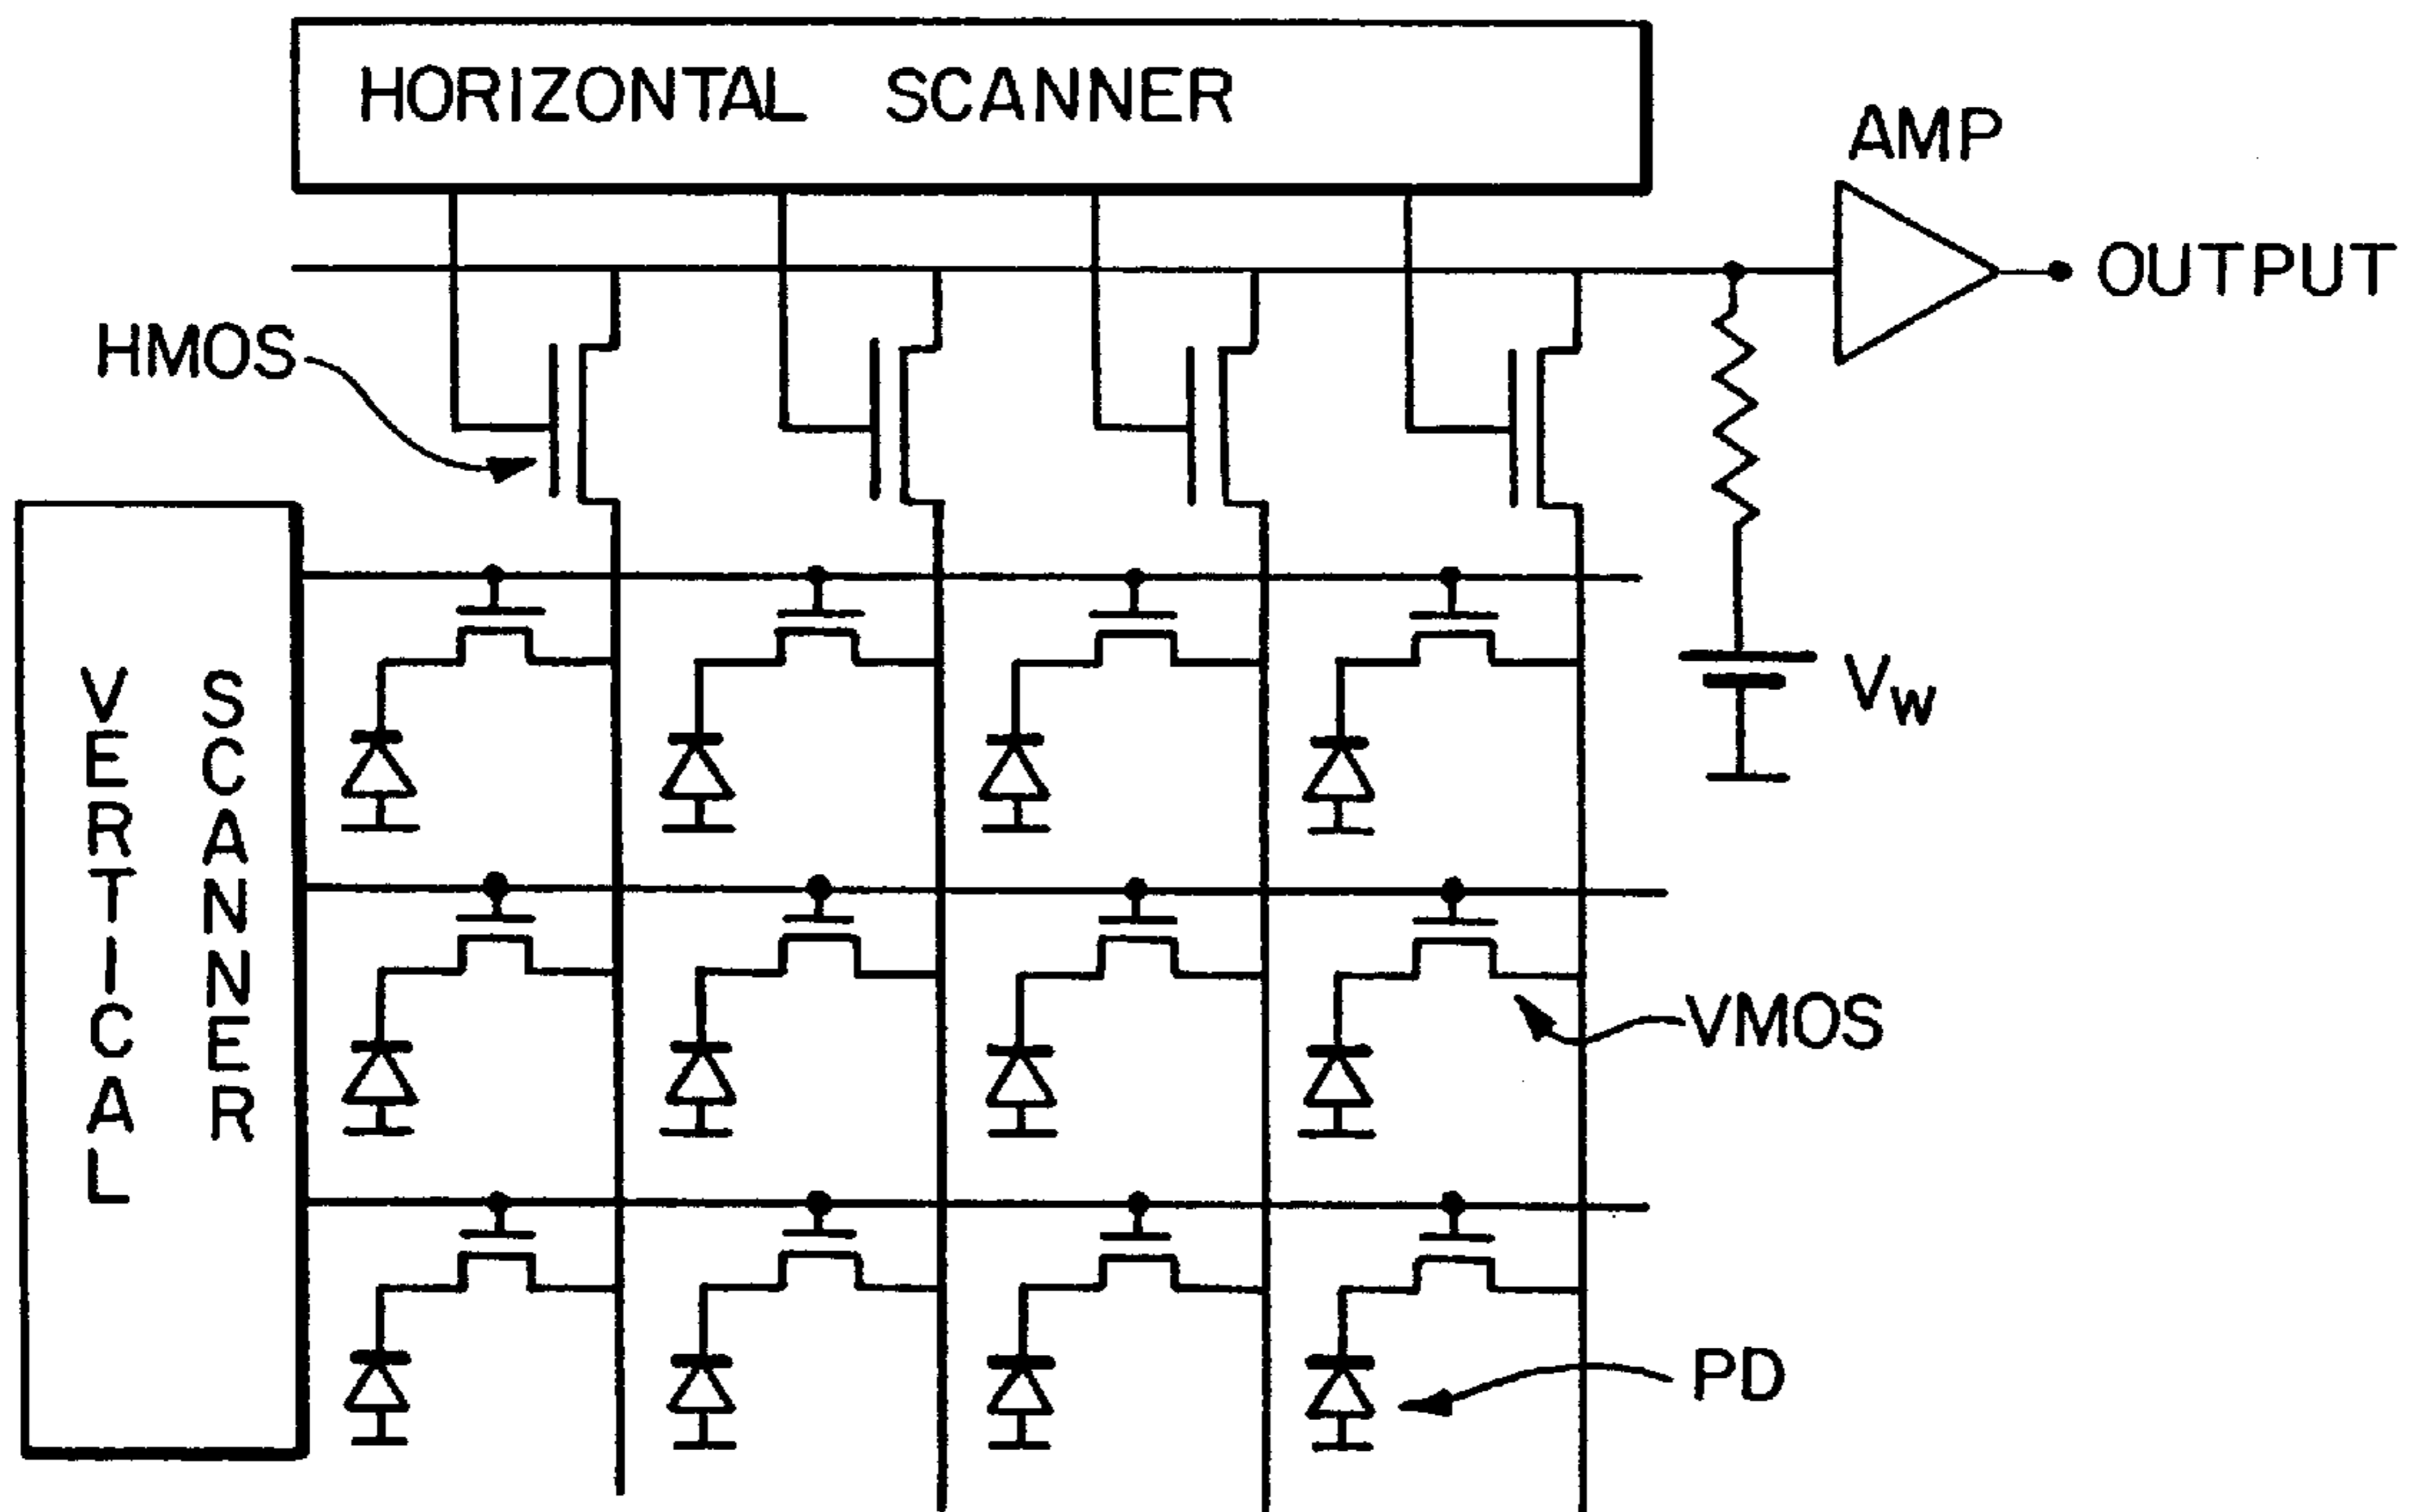 HORIZONTAL SCANNER
AMP
OUTPUT
HMOS
VERTICAL
SCANNER
VW
VMOS
PD